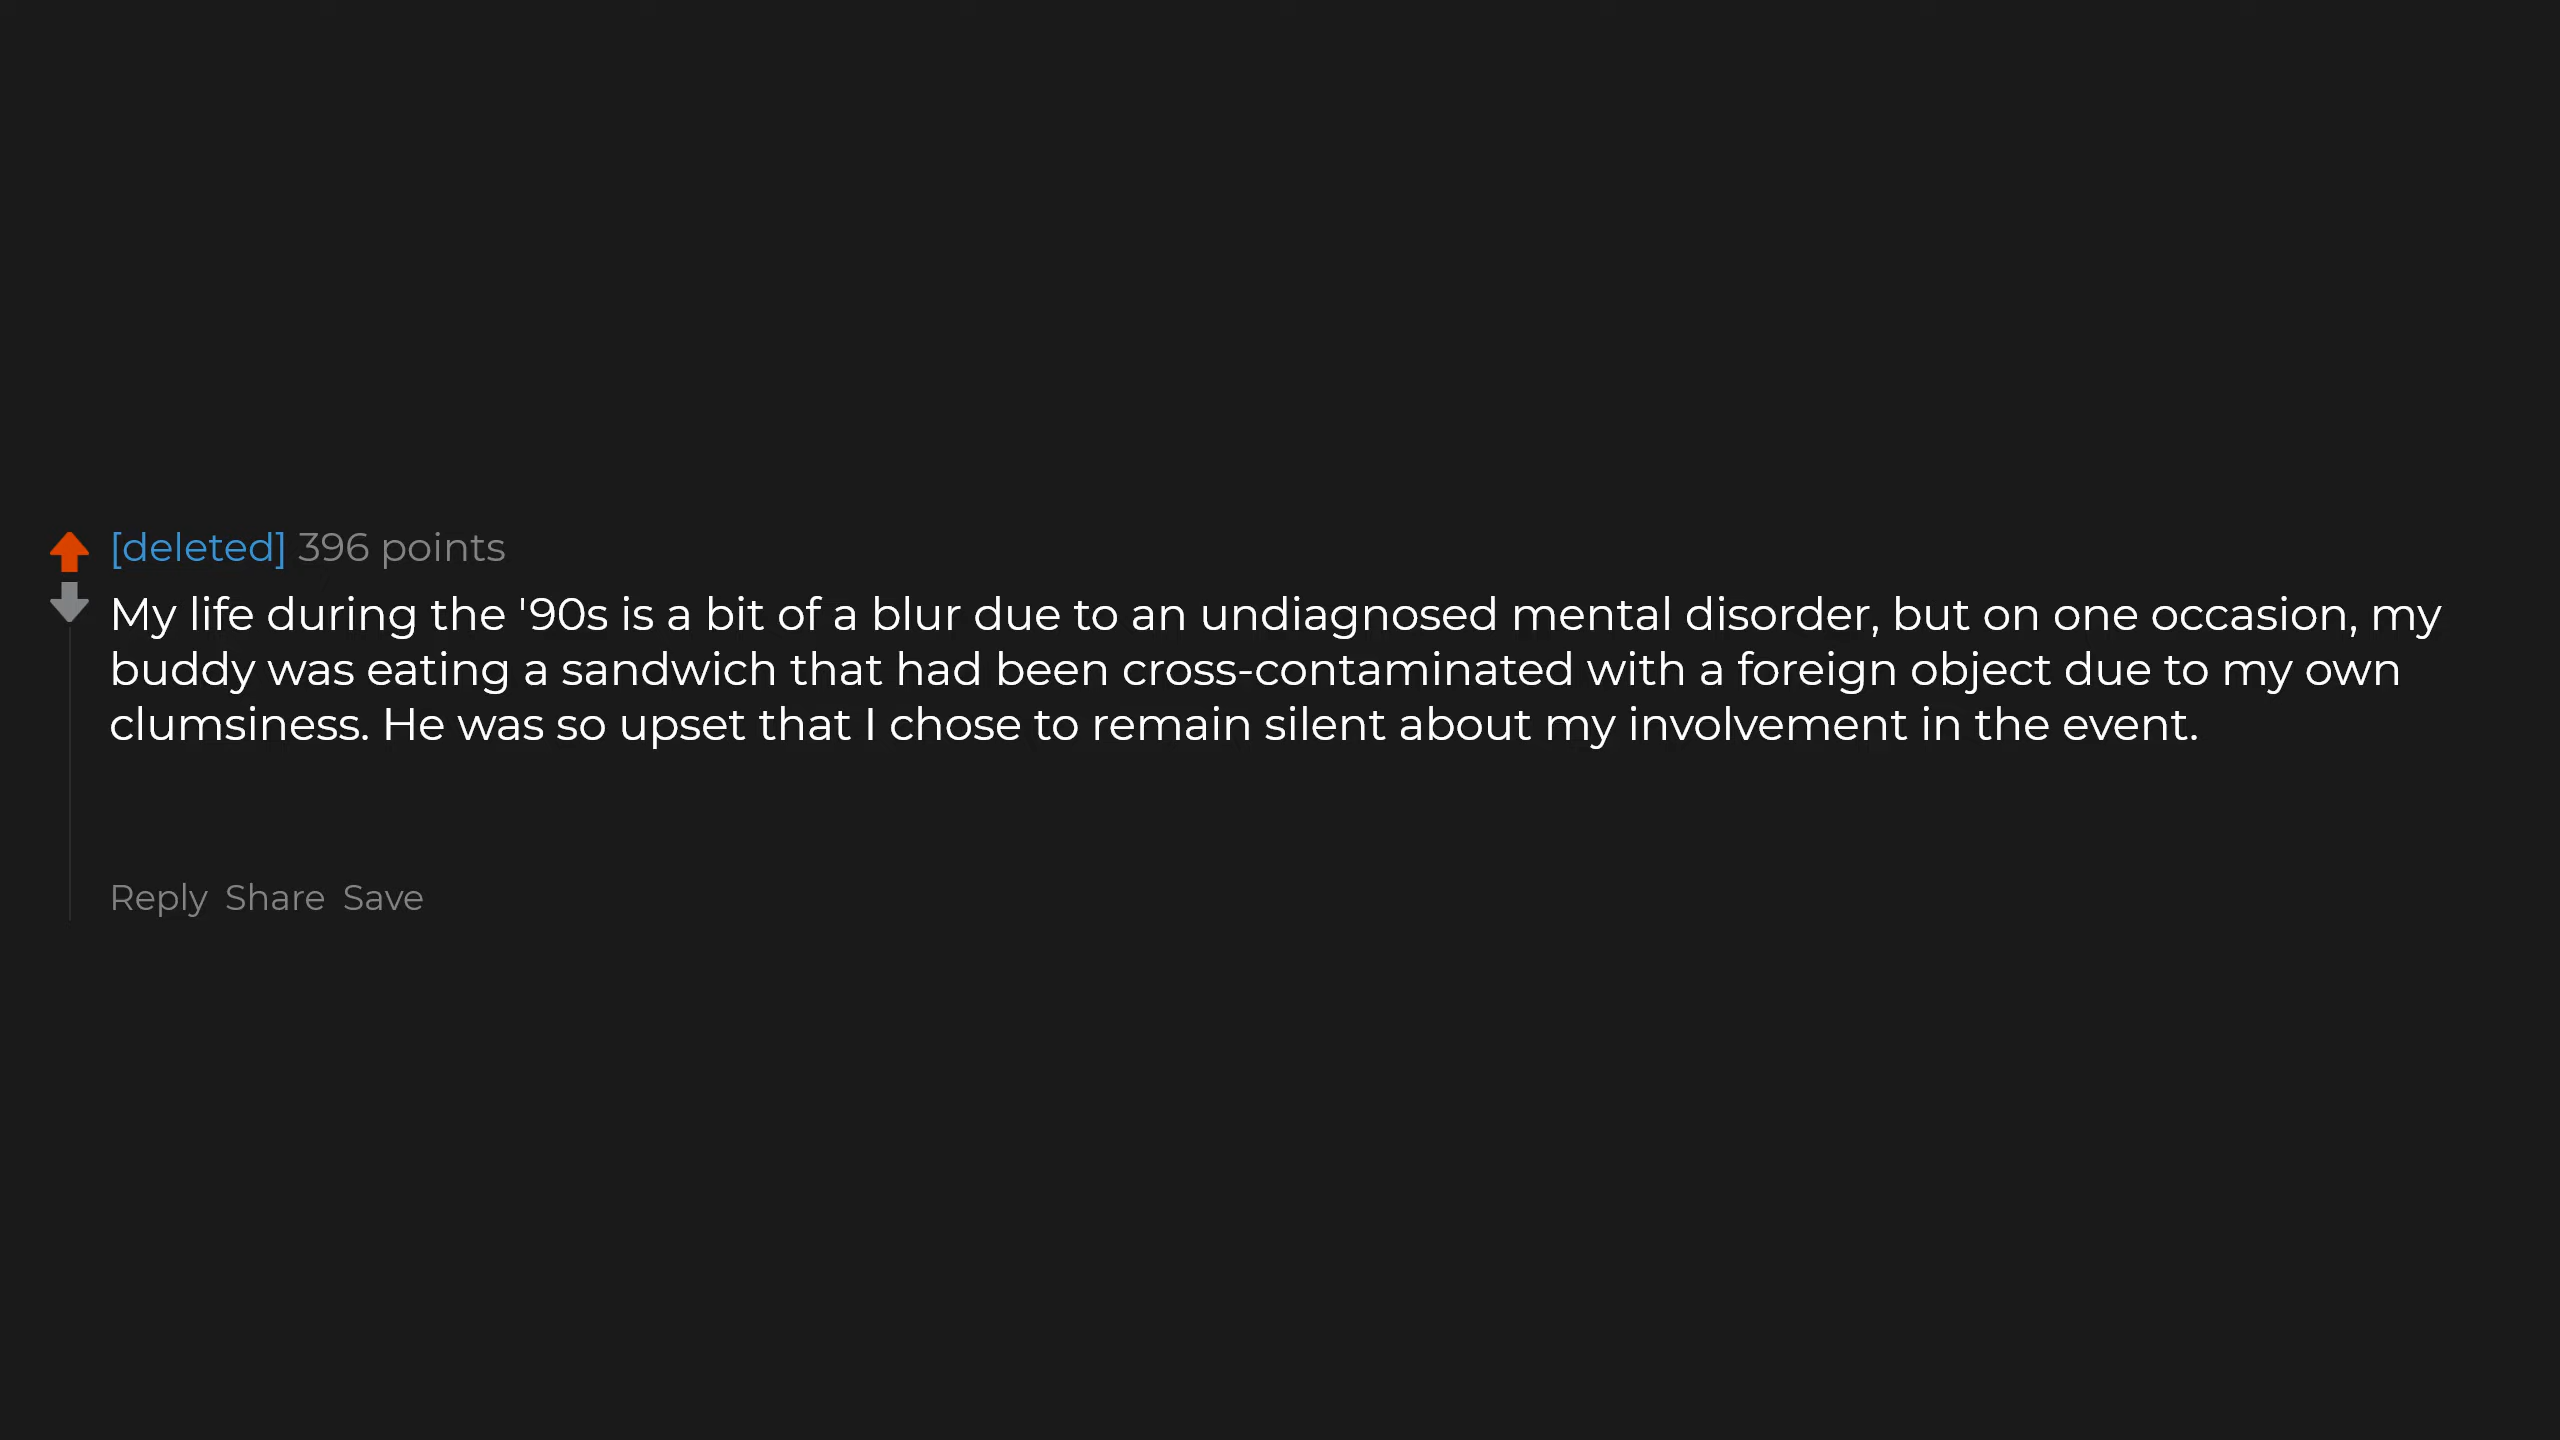 [deleted] 396 points
My life during the '90s is a bit of a blur due to an undiagnosed mental disorder, but on one occasion, my
buddy was eating a sandwich that had been cross-contaminated with a foreign object due to my own
clumsiness. He was so upset that I chose to remain silent about my involvement in the event.
Reply Share Save